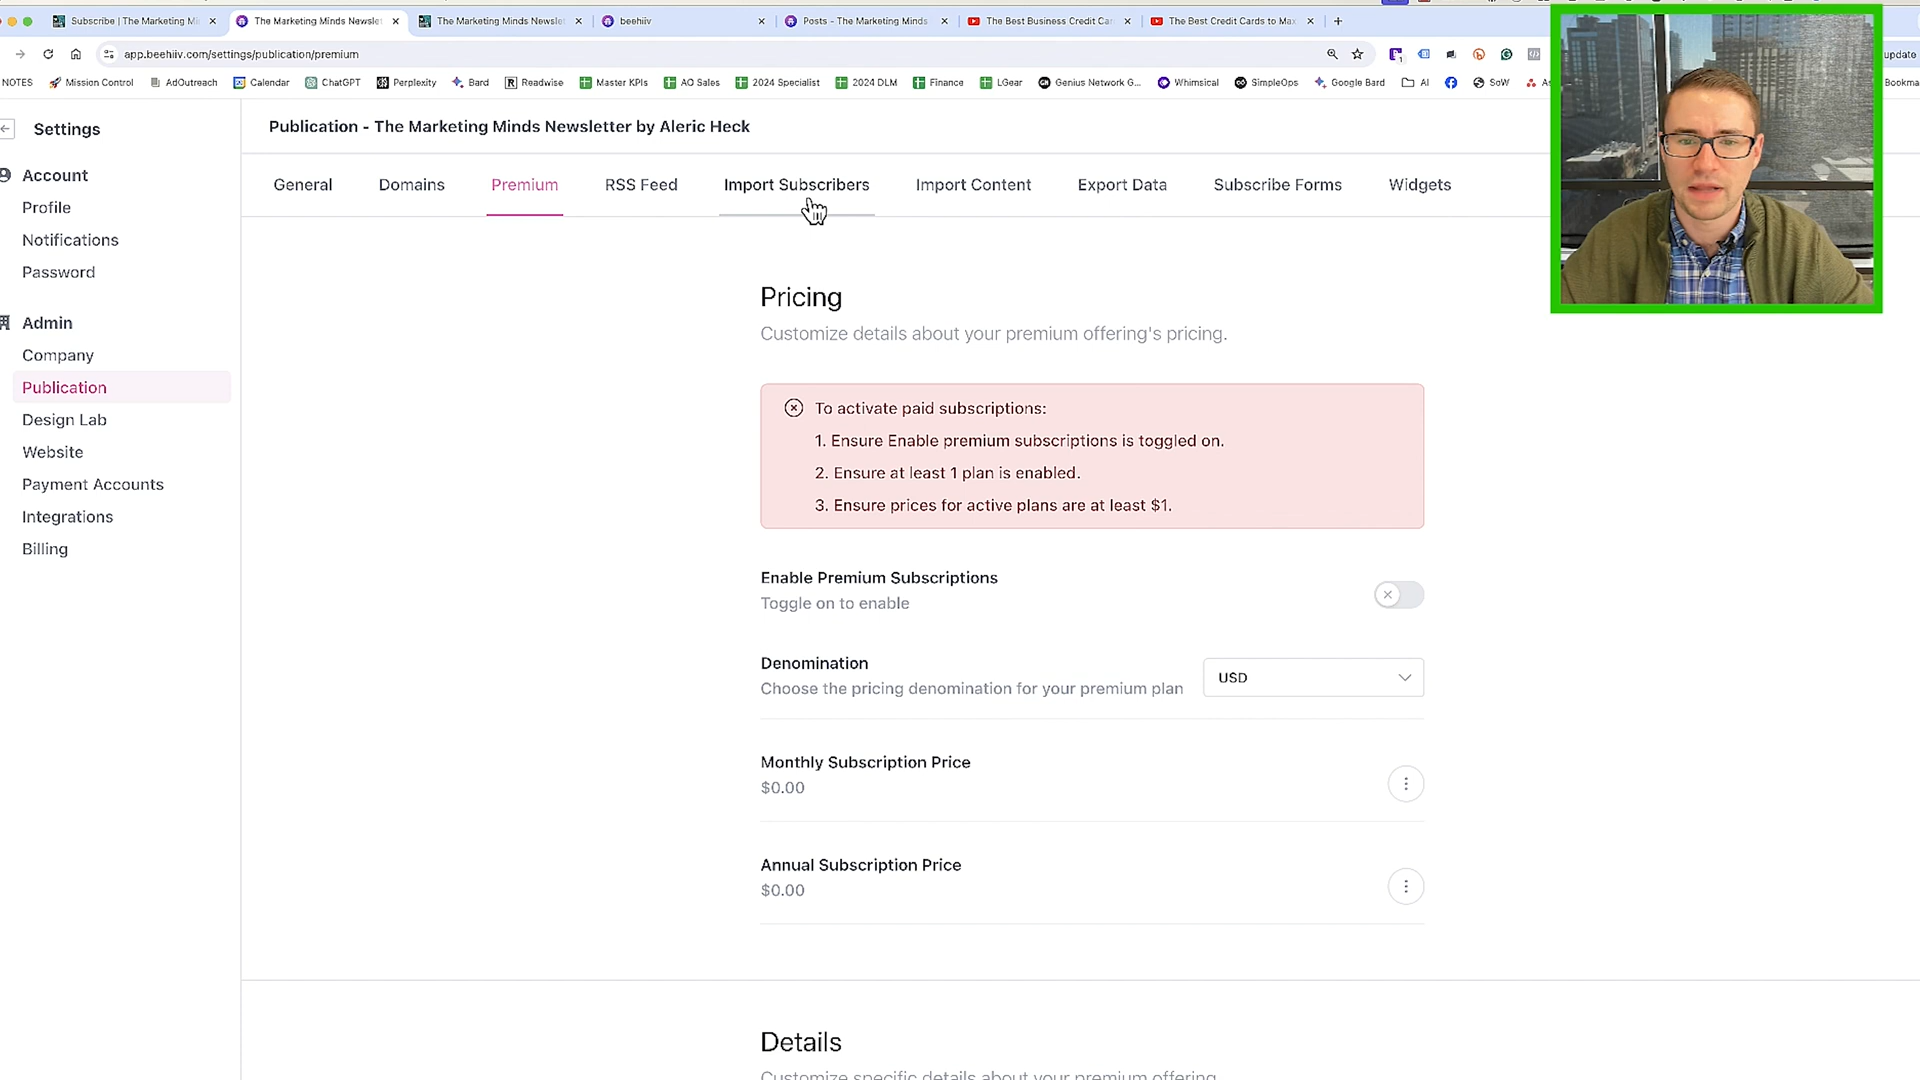 Subscribe | The Marketing Mi
The Marketing Minds Newslet
The Marketing Minds Newslet
beehiiv
Posts - The Marketing Minds
The Best Business Credit Car
The Best Credit Cards to Max
app.beehiiv.com/settings/publication/premium
update
NOTES
Mission Control
AdOutreach
Calendar
ChatGPT
Perplexity
Bard
Readwise
Master KPIs
AO Sales
2024 Specialist
2024 DLM
Finance
LGear
Genius Network G...
Whimsical
SimpleOps
Google Bard
AI
SoW
As
Bookma
Settings
Account
Profile
Notifications
Password
Admin
Company
Publication
Design Lab
Website
Payment Accounts
Integrations
Billing
Publication - The Marketing Minds Newsletter by Aleric Heck
General
Domains
Premium
RSS Feed
Import Subscribers
Import Content
Export Data
Subscribe Forms
Widgets
Pricing
Customize details about your premium offering's pricing.
To activate paid subscriptions:
1. Ensure Enable premium subscriptions is toggled on.
2. Ensure at least 1 plan is enabled.
3. Ensure prices for active plans are at least $1.
Enable Premium Subscriptions
Toggle on to enable
Denomination
Choose the pricing denomination for your premium plan
USD
Monthly Subscription Price
$0.00
Annual Subscription Price
$0.00
Details
Customize specific details about your premium offering